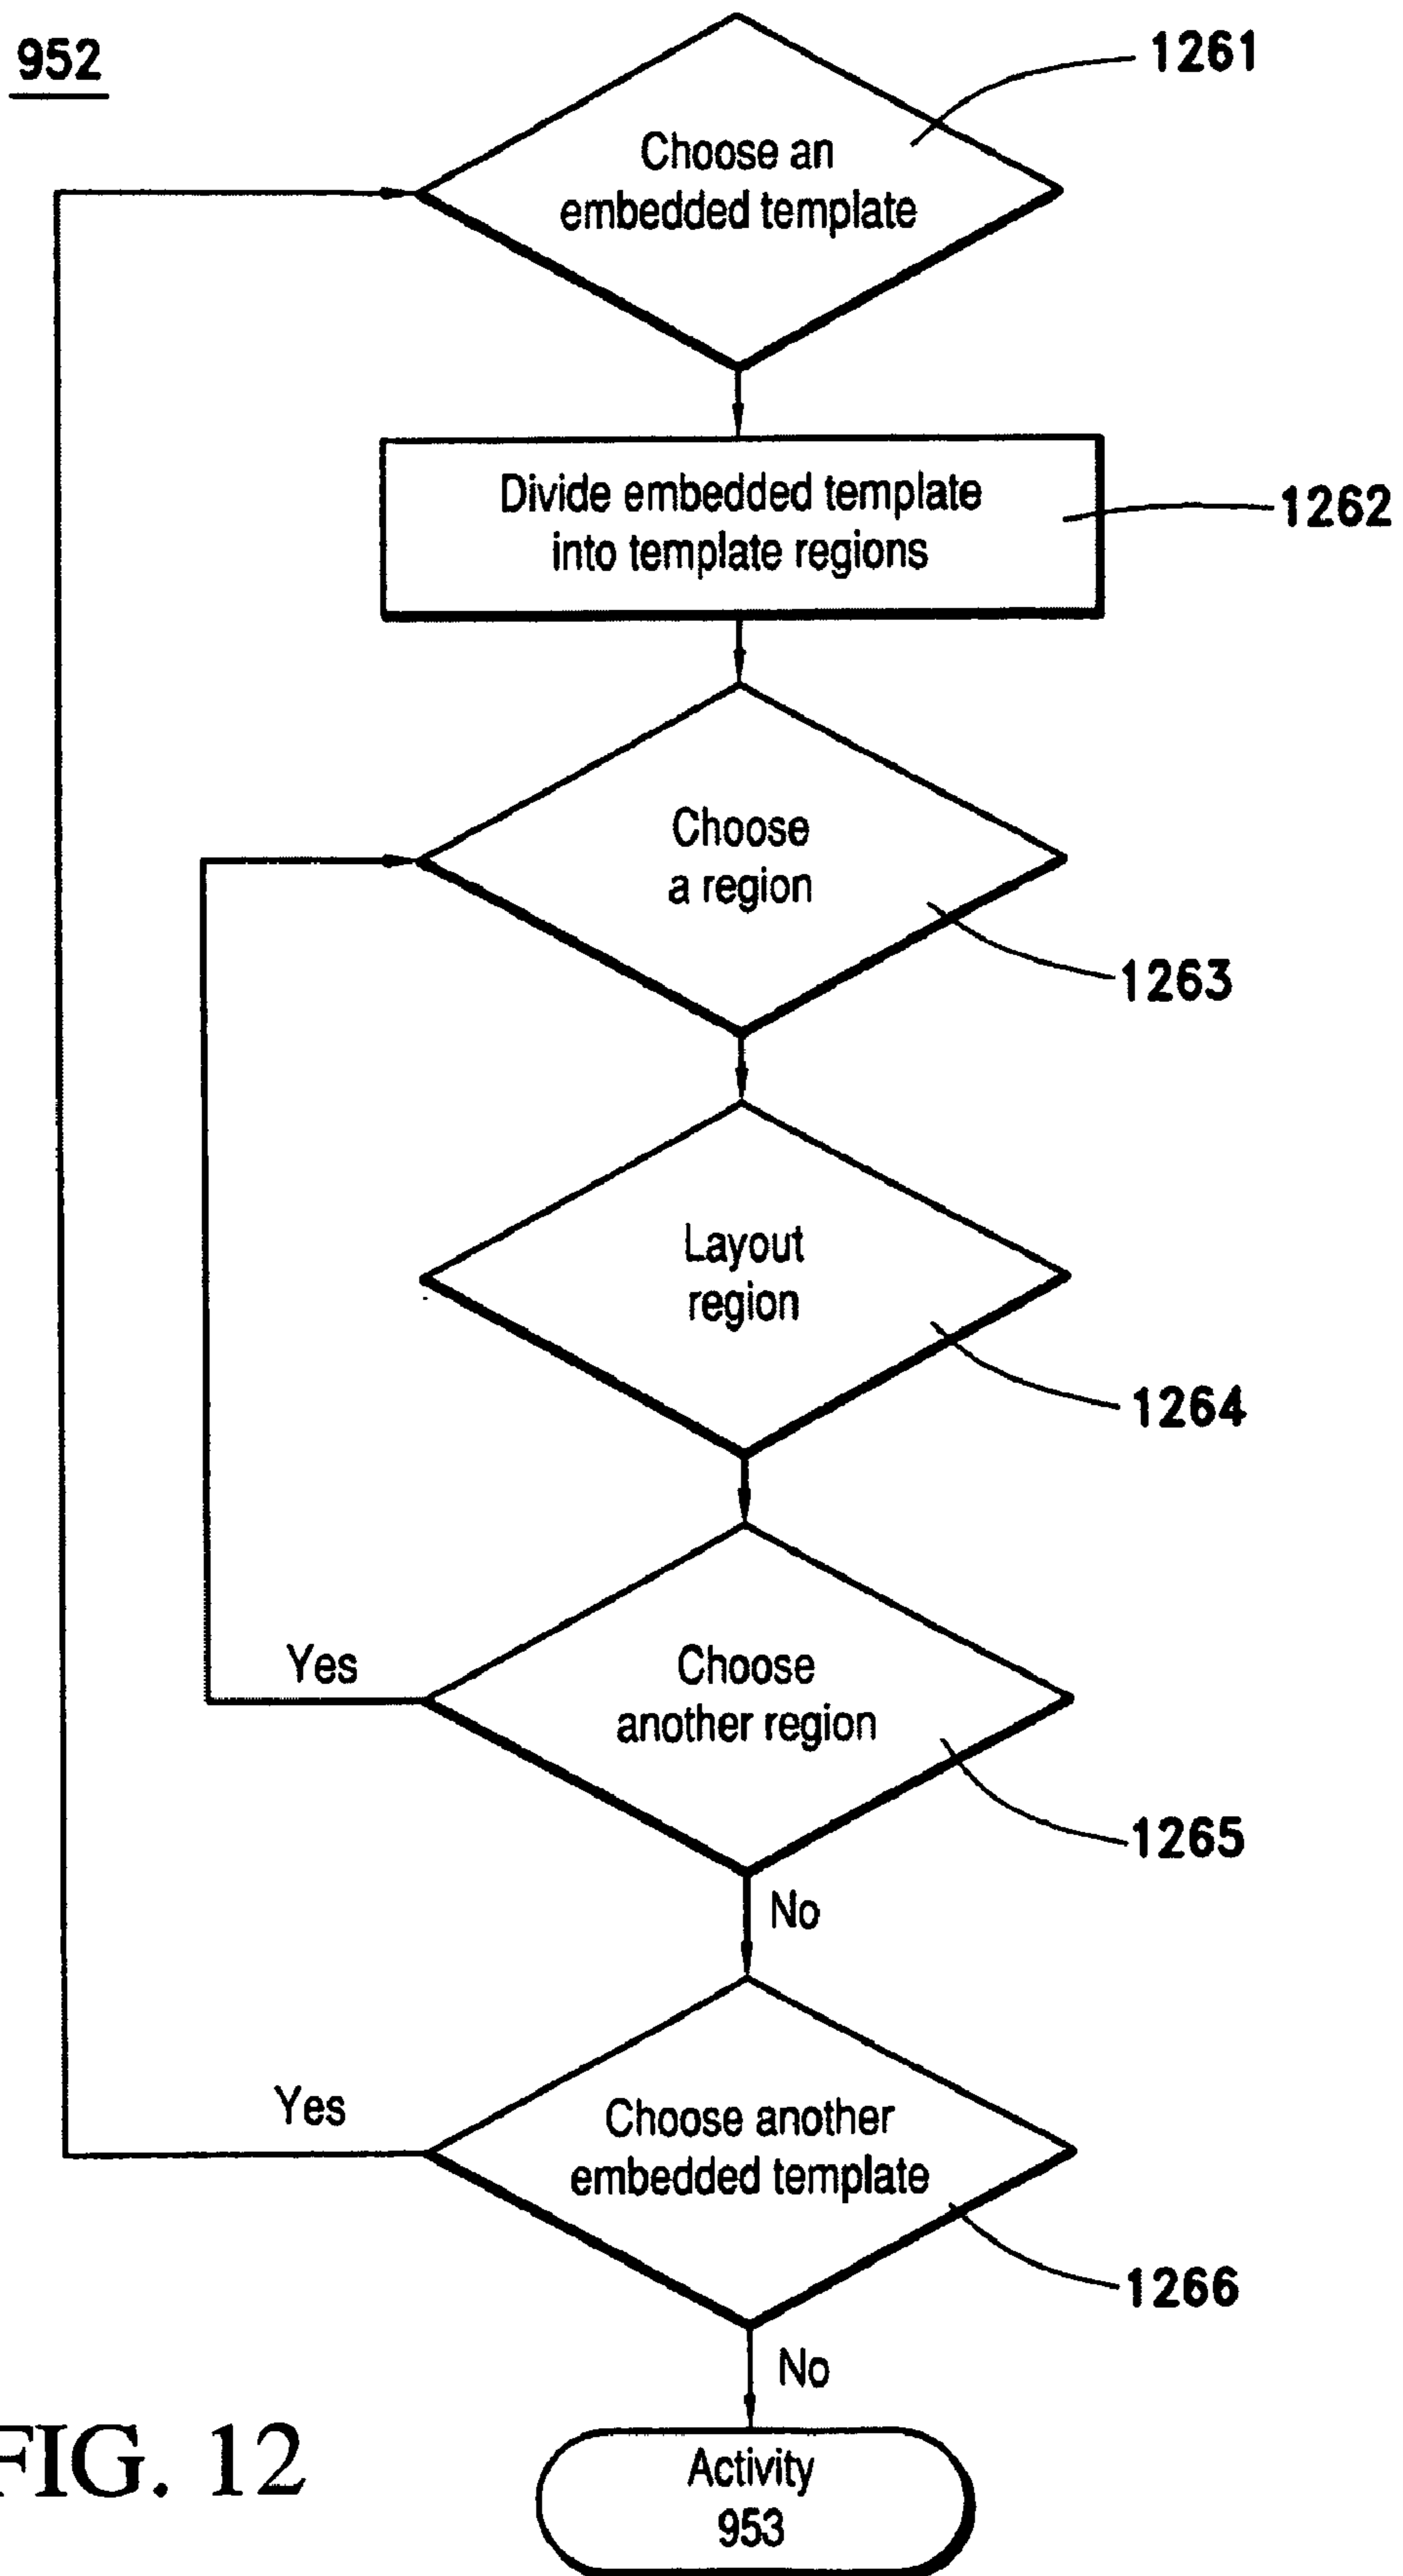 952
1261
Choose an
embedded template
Divide embedded template
into template regions
1262
Choose
a region
1263
Layout
region
1264
Yes
Choose
another region
1265
No
Yes
Choose another
embedded template
1266
No
FIG. 12
Activity
953